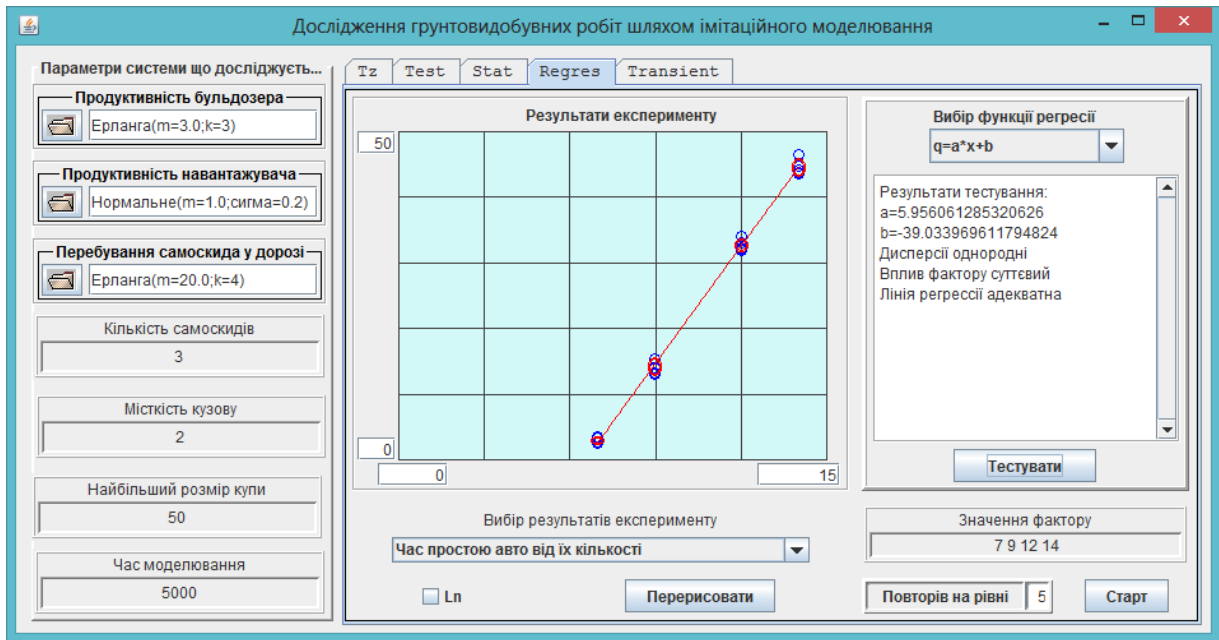 Дослідження грунтовидобувних робіт шляхом імітаційного моделювання
Параметри системи що досліджуєть...
Продуктивність бульдозера
Ерланга(m=3.0;k=3)
Продуктивність навантажувача
Нормальне(m=1.0;сигма=0.2)
Перебування самоскида у дорозі
Ерланга(m=20.0;k=4)
Кількість самоскидів
3
Місткість кузову
2
Найбільший розмір купи
50
Час моделювання
5000
Tz Test Stat Regres Transient
Результати експерименту
50
0
0 15
Вибір результатів експерименту
Час простою авто від їх кількості
Ln Перерисовати
Вибір функції регресії
q=a*x+b
Результати тестування:
a=5.956061285320626
b=-39.033969611794824
Дисперсії однородні
Вплив фактору суттєвий
Лінія регрессії адекватна
Тестувати
Значення фактору
7 9 12 14
Повторів на рівні 5 Старт